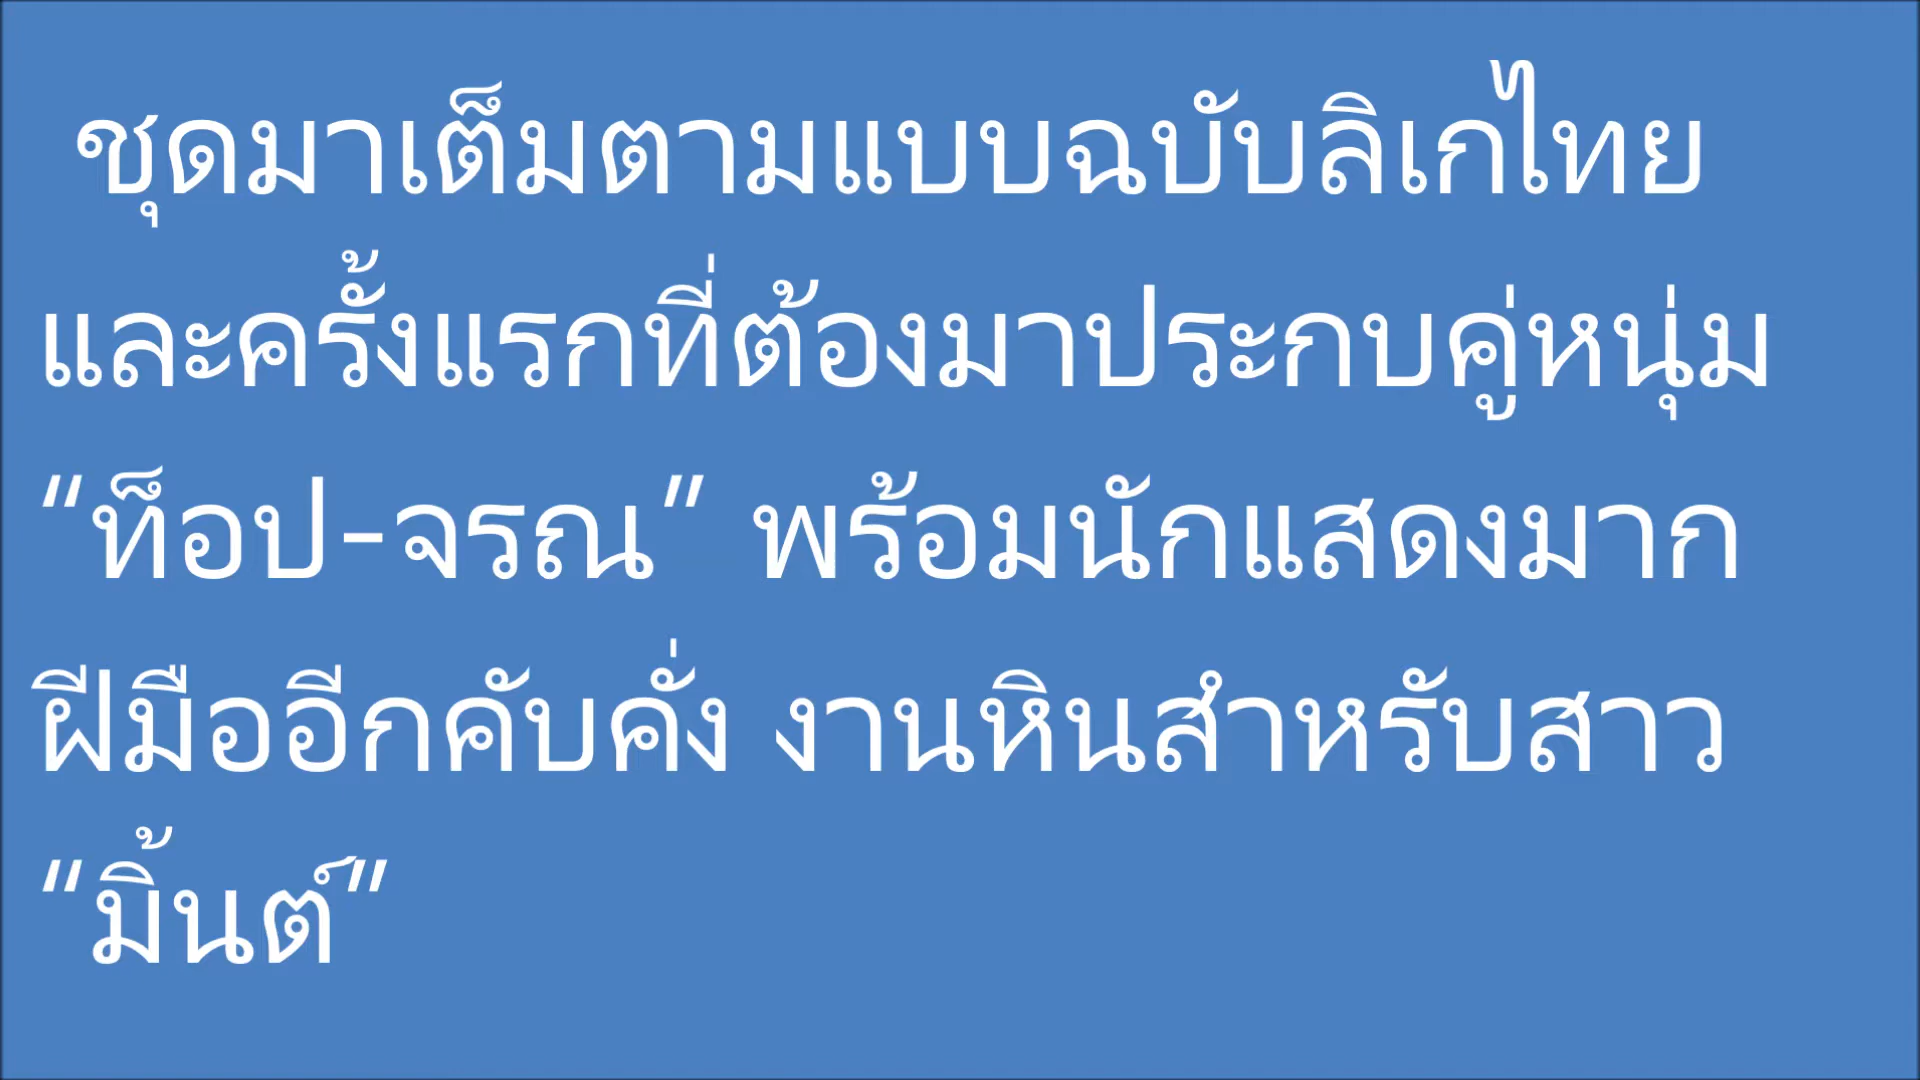 ชุดมาเต็มตามแบบฉบับลิเกไทย
และครั้งแรกที่ต้องมาประกบคู่หนุ่ม
“ท็อป-จรณ” พร้อมนักแสดงมาก
ฝีมืออีกคับคั่ง งานหินสำหรับสาว
“มิ้นต์”